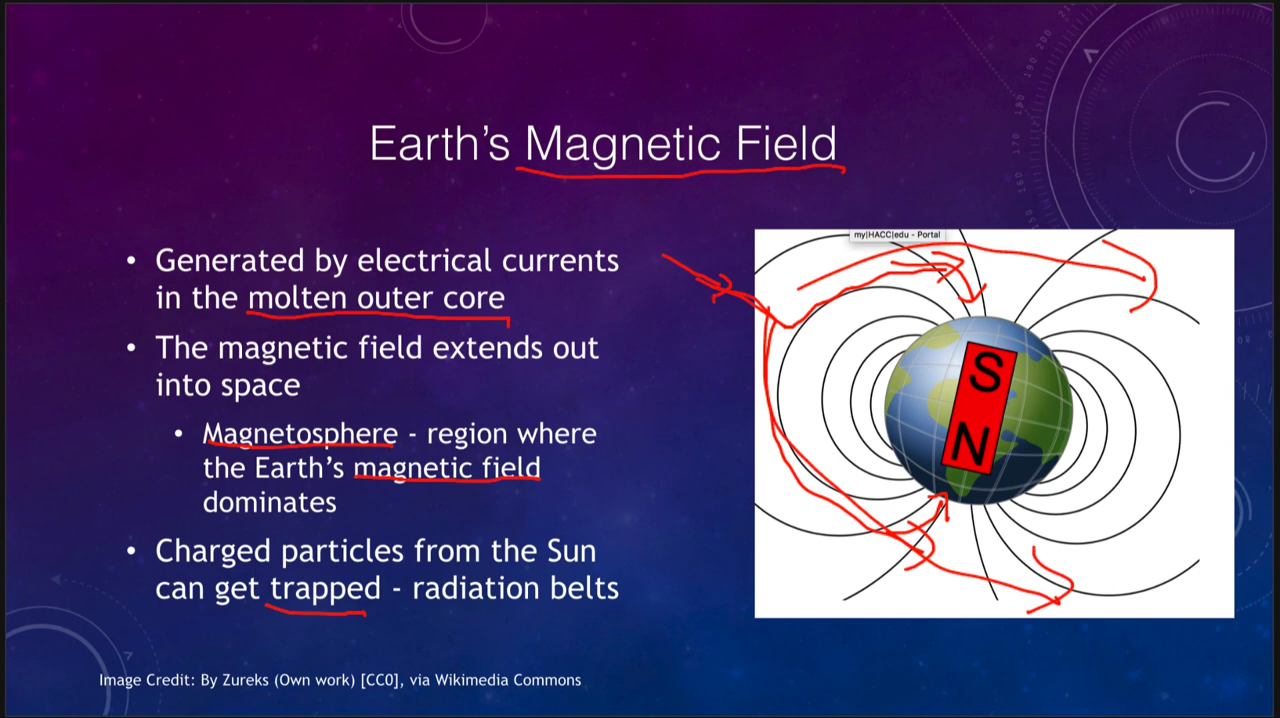 Earth's Magnetic Field
• Generated by electrical currents
in the molten outer core
• The magnetic field extends out
into space
• Magnetosphere - region where
the Earth's magnetic field
dominates
• Charged particles from the Sun
can get trapped - radiation belts
my|HACC|edu - Portal
S
N
Image Credit: By Zureks (Own work) [CC0], via Wikimedia Commons